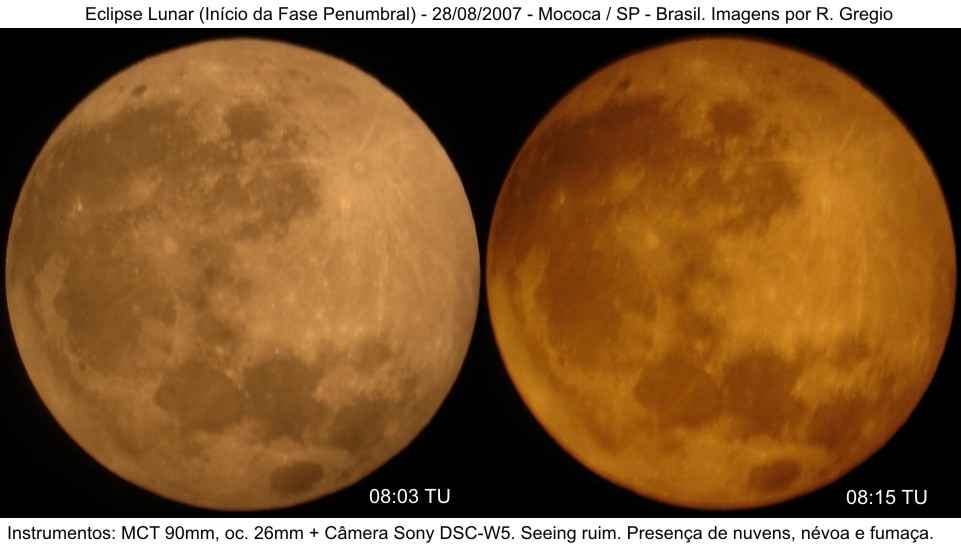 Eclipse Lunar (Início da Fase Penumbral) - 28/08/2007 - Mococa / SP - Brasil. Imagens por R. Gregio
08:03 TU
08:15 TU
Instrumentos: MCT 90mm, oc. 26mm + Câmera Sony DSC-W5. Seeing ruim. Presença de nuvens, névoa e fumaça.